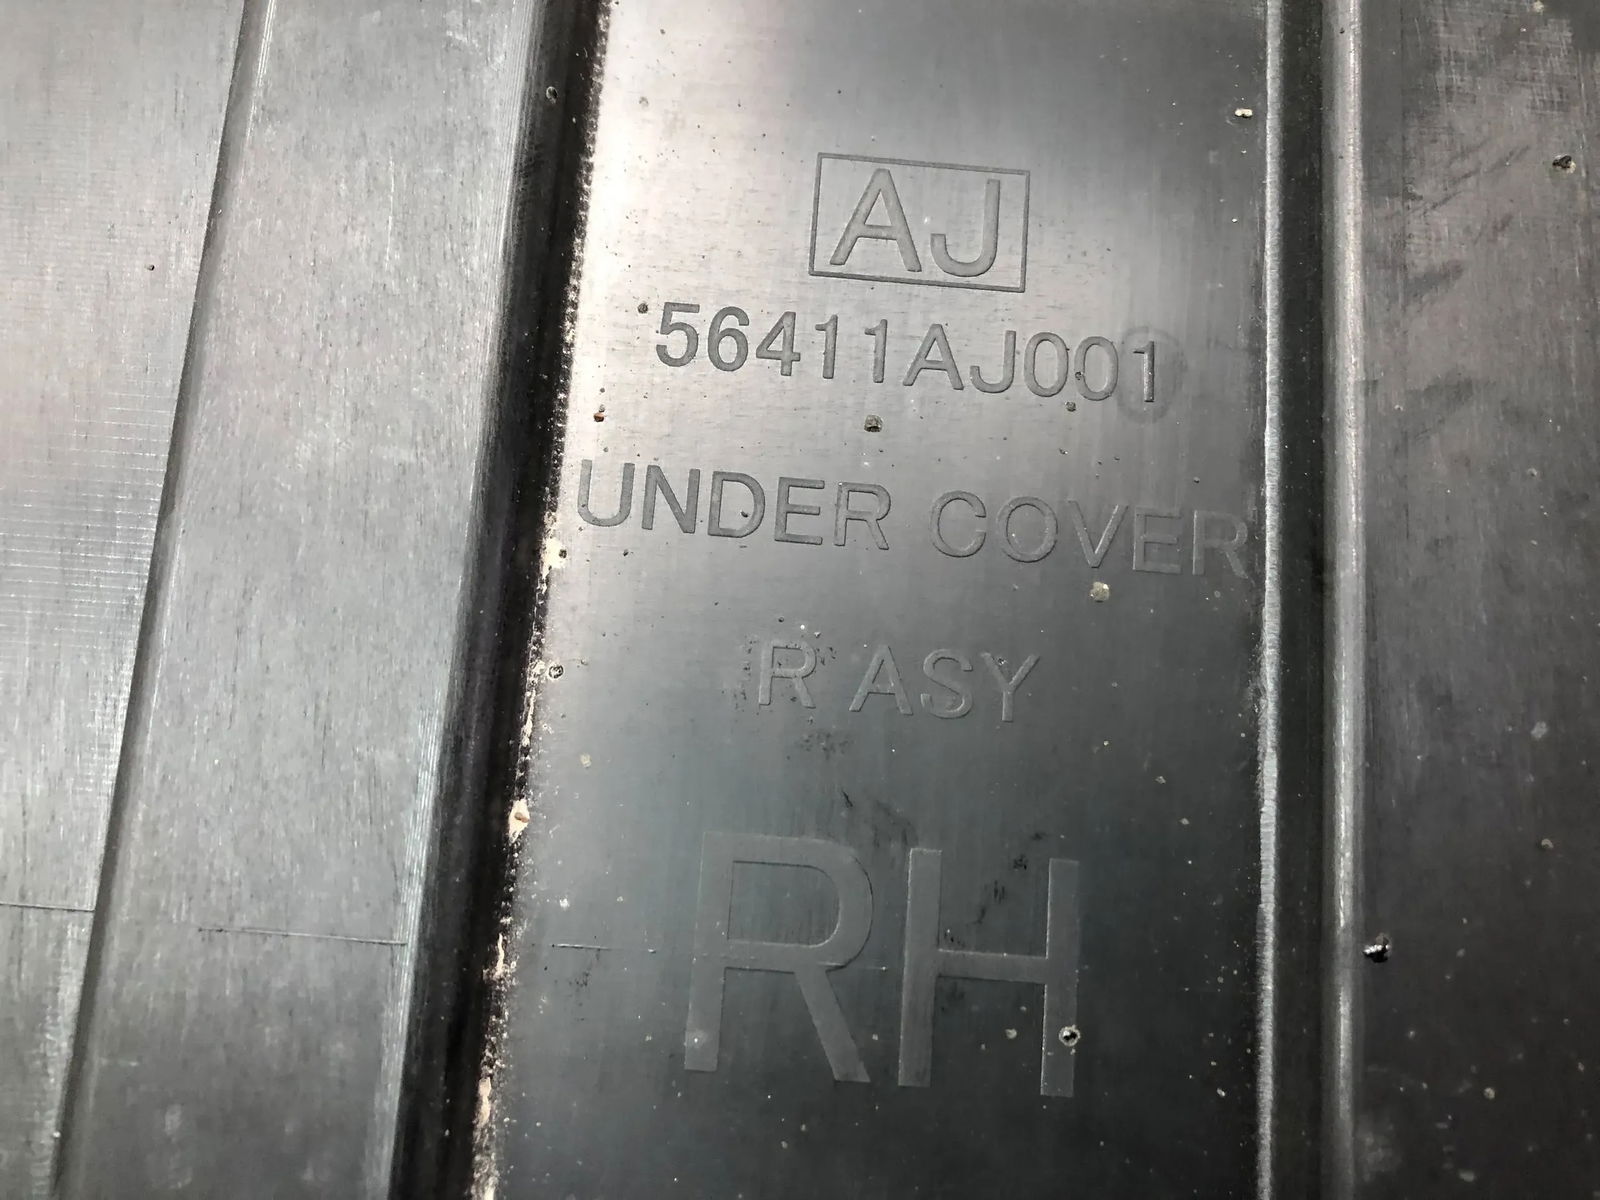 AJ
56411AJ001
UNDER COVER
R ASY
RH